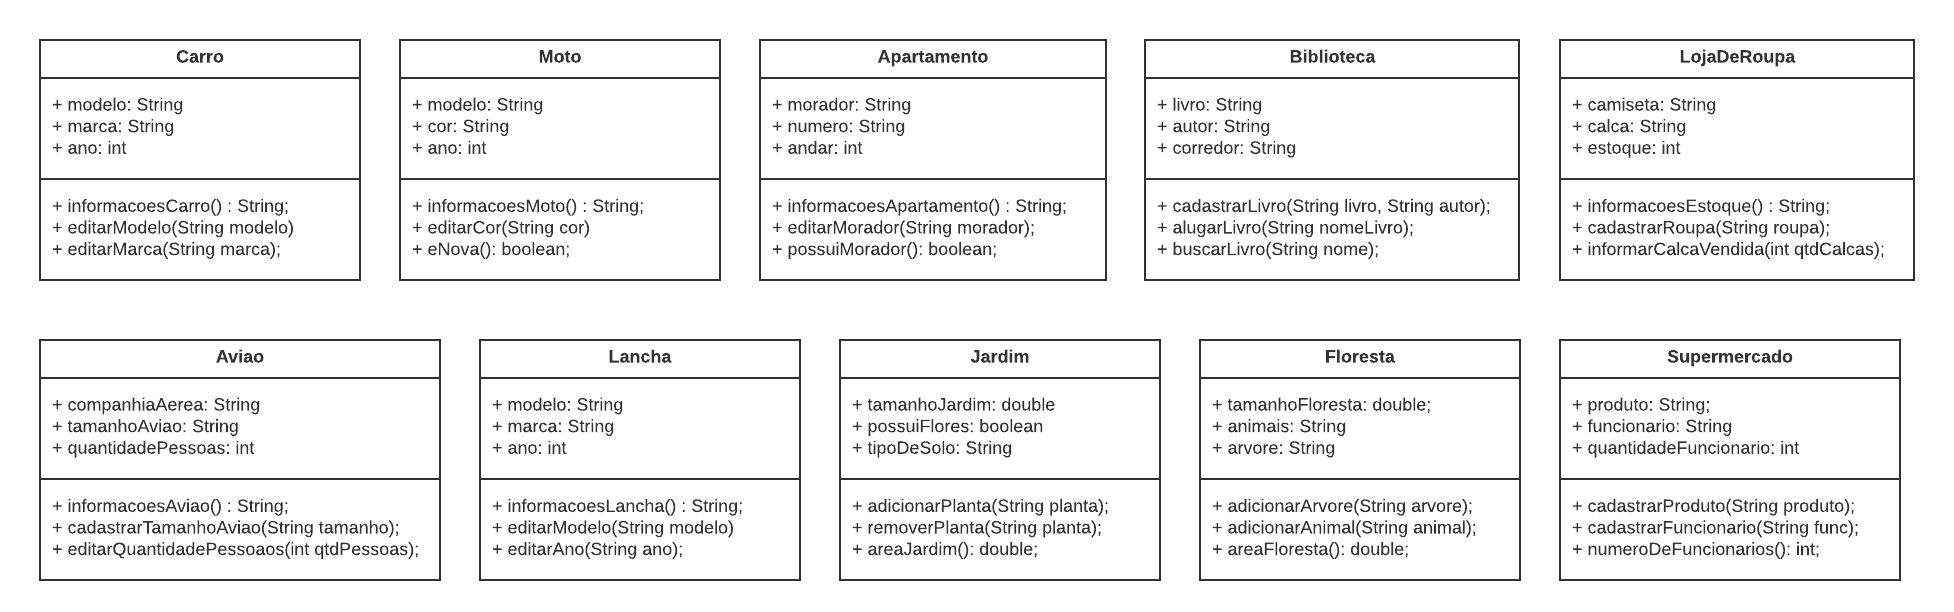 Carro
+ modelo: String
+ marca: String
+ ano: int
+ informacoesCarro() : String;
+ editarModelo(String modelo)
+ editarMarca(String marca);
Moto
+ modelo: String
+ cor: String
+ ano: int
+ informacoesMoto() : String;
+ editarCor(String cor)
+ eNova(): boolean;
Apartamento
+ morador: String
+ numero: String
+ andar: int
+ informacoesApartamento() : String;
+ editarMorador(String morador);
+ possuiMorador(): boolean;
Biblioteca
+ livro: String
+ autor: String
+ corredor: String
+ cadastrarLivro(String livro, String autor);
+ alugarLivro(String nomeLivro);
+ buscarLivro(String nome);
LojaDeRoupa
+ camiseta: String
+ calca: String
+ estoque: int
+ informacoesEstoque() : String;
+ cadastrarRoupa(String roupa);
+ informarCalcaVendida(int qtdCalcas);
Aviao
+ companhiaAerea: String
+ tamanhoAviao: String
+ quantidadePessoas: int
+ informacoesAviao() : String;
+ cadastrarTamanhoAviao(String tamanho);
+ editarQuantidadePessoaos(int qtdPessoas);
Lancha
+ modelo: String
+ marca: String
+ ano: int
+ informacoesLancha() : String;
+ editarModelo(String modelo)
+ editarAno(String ano);
Jardim
+ tamanhoJardim: double
+ possuiFlores: boolean
+ tipoDeSolo: String
+ adicionarPlanta(String planta);
+ removerPlanta(String planta);
+ areaJardim(): double;
Floresta
+ tamanhoFloresta: double;
+ animais: String
+ arvore: String
+ adicionarArvore(String arvore);
+ adicionarAnimal(String animal);
+ areaFloresta(): double;
Supermercado
+ produto: String;
+ funcionario: String
+ quantidadeFuncionario: int
+ cadastrarProduto(String produto);
+ cadastrarFuncionario(String func);
+ numeroDeFuncionarios(): int;